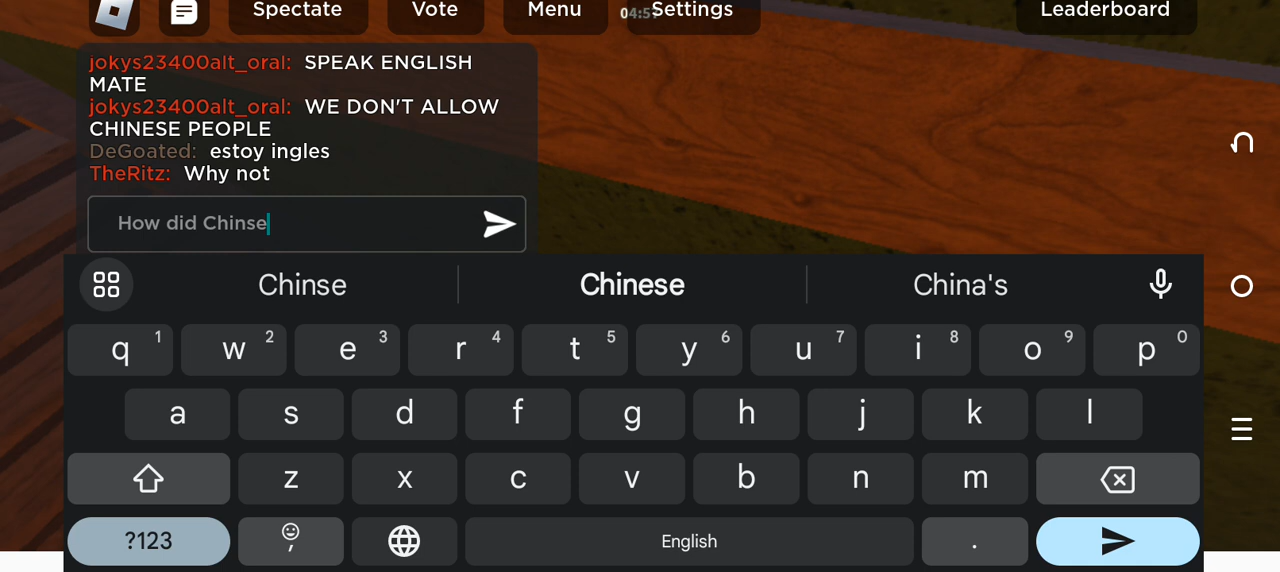 Spectate
Vote
Menu
04:57
Settings
Leaderboard
jokys23400alt_oral: SPEAK ENGLISH
MATE
jokys23400alt_oral: WE DON'T ALLOW
CHINESE PEOPLE
DeGoated: estoy ingles
TheRitz: Why not
How did Chinse
Chinse Chinese China's
q 1 w 2 e 3 r 4 t 5 y 6 u 7 i 8 o 9 p 0
a s d f g h j k l
z x c v b n m
?123 , English .